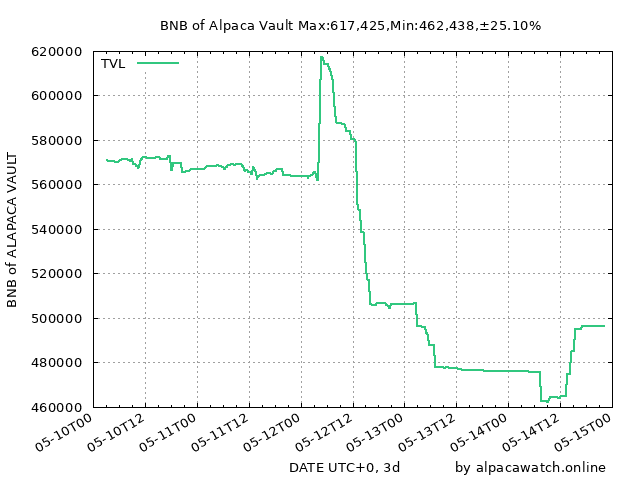 BNB of Alpaca Vault Max:617,425,Min:462,438,±25.10%
TVL
BNB of ALAPACA VAULT
620000
600000
580000
560000
540000
520000
500000
480000
460000
05-10T00
05-10T12
05-11T00
05-11T12
05-12T00
05-12T12
05-13T00
05-13T12
05-14T00
05-14T12
05-15T00
DATE UTC+0, 3d
by alpacawatch.online